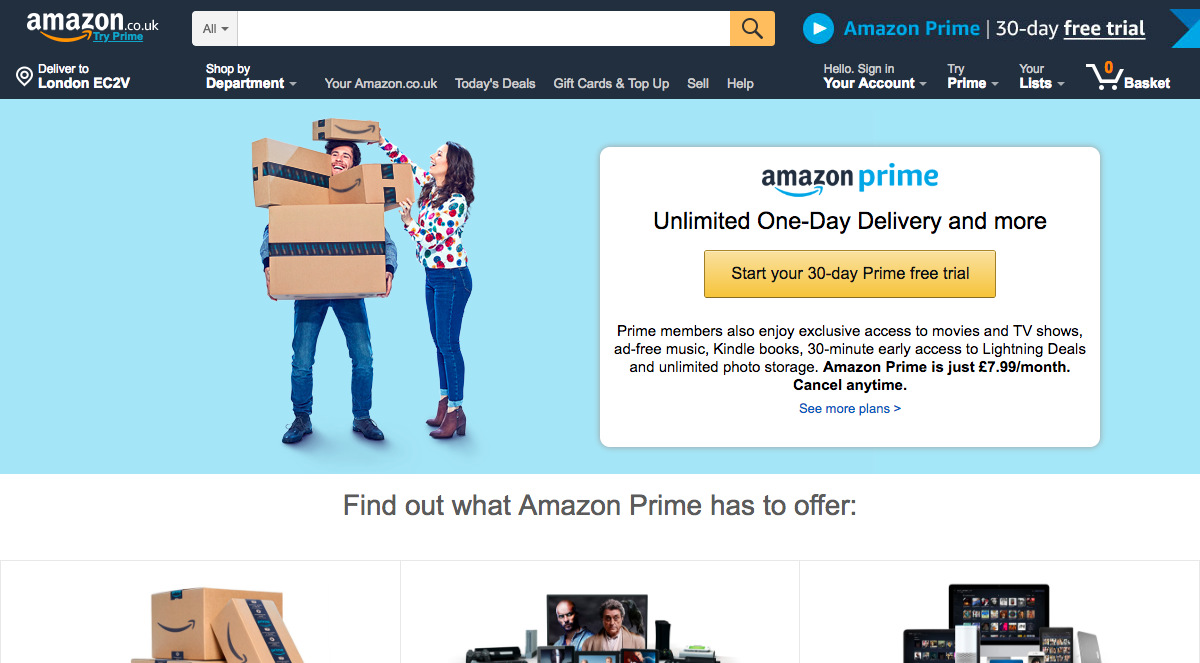 amazon.co.uk
Try Prime
All
Amazon Prime | 30-day free trial
Deliver to
London EC2V
Shop by
Department
Your Amazon.co.uk
Today's Deals
Gift Cards & Top Up
Sell
Help
Hello. Sign in
Your Account
Try
Prime
Your
Lists
0
Basket
amazon prime
Unlimited One-Day Delivery and more
Start your 30-day Prime free trial
Prime members also enjoy exclusive access to movies and TV shows,
ad-free music, Kindle books, 30-minute early access to Lightning Deals
and unlimited photo storage. Amazon Prime is just £7.99/month.
Cancel anytime.
See more plans >
Find out what Amazon Prime has to offer: